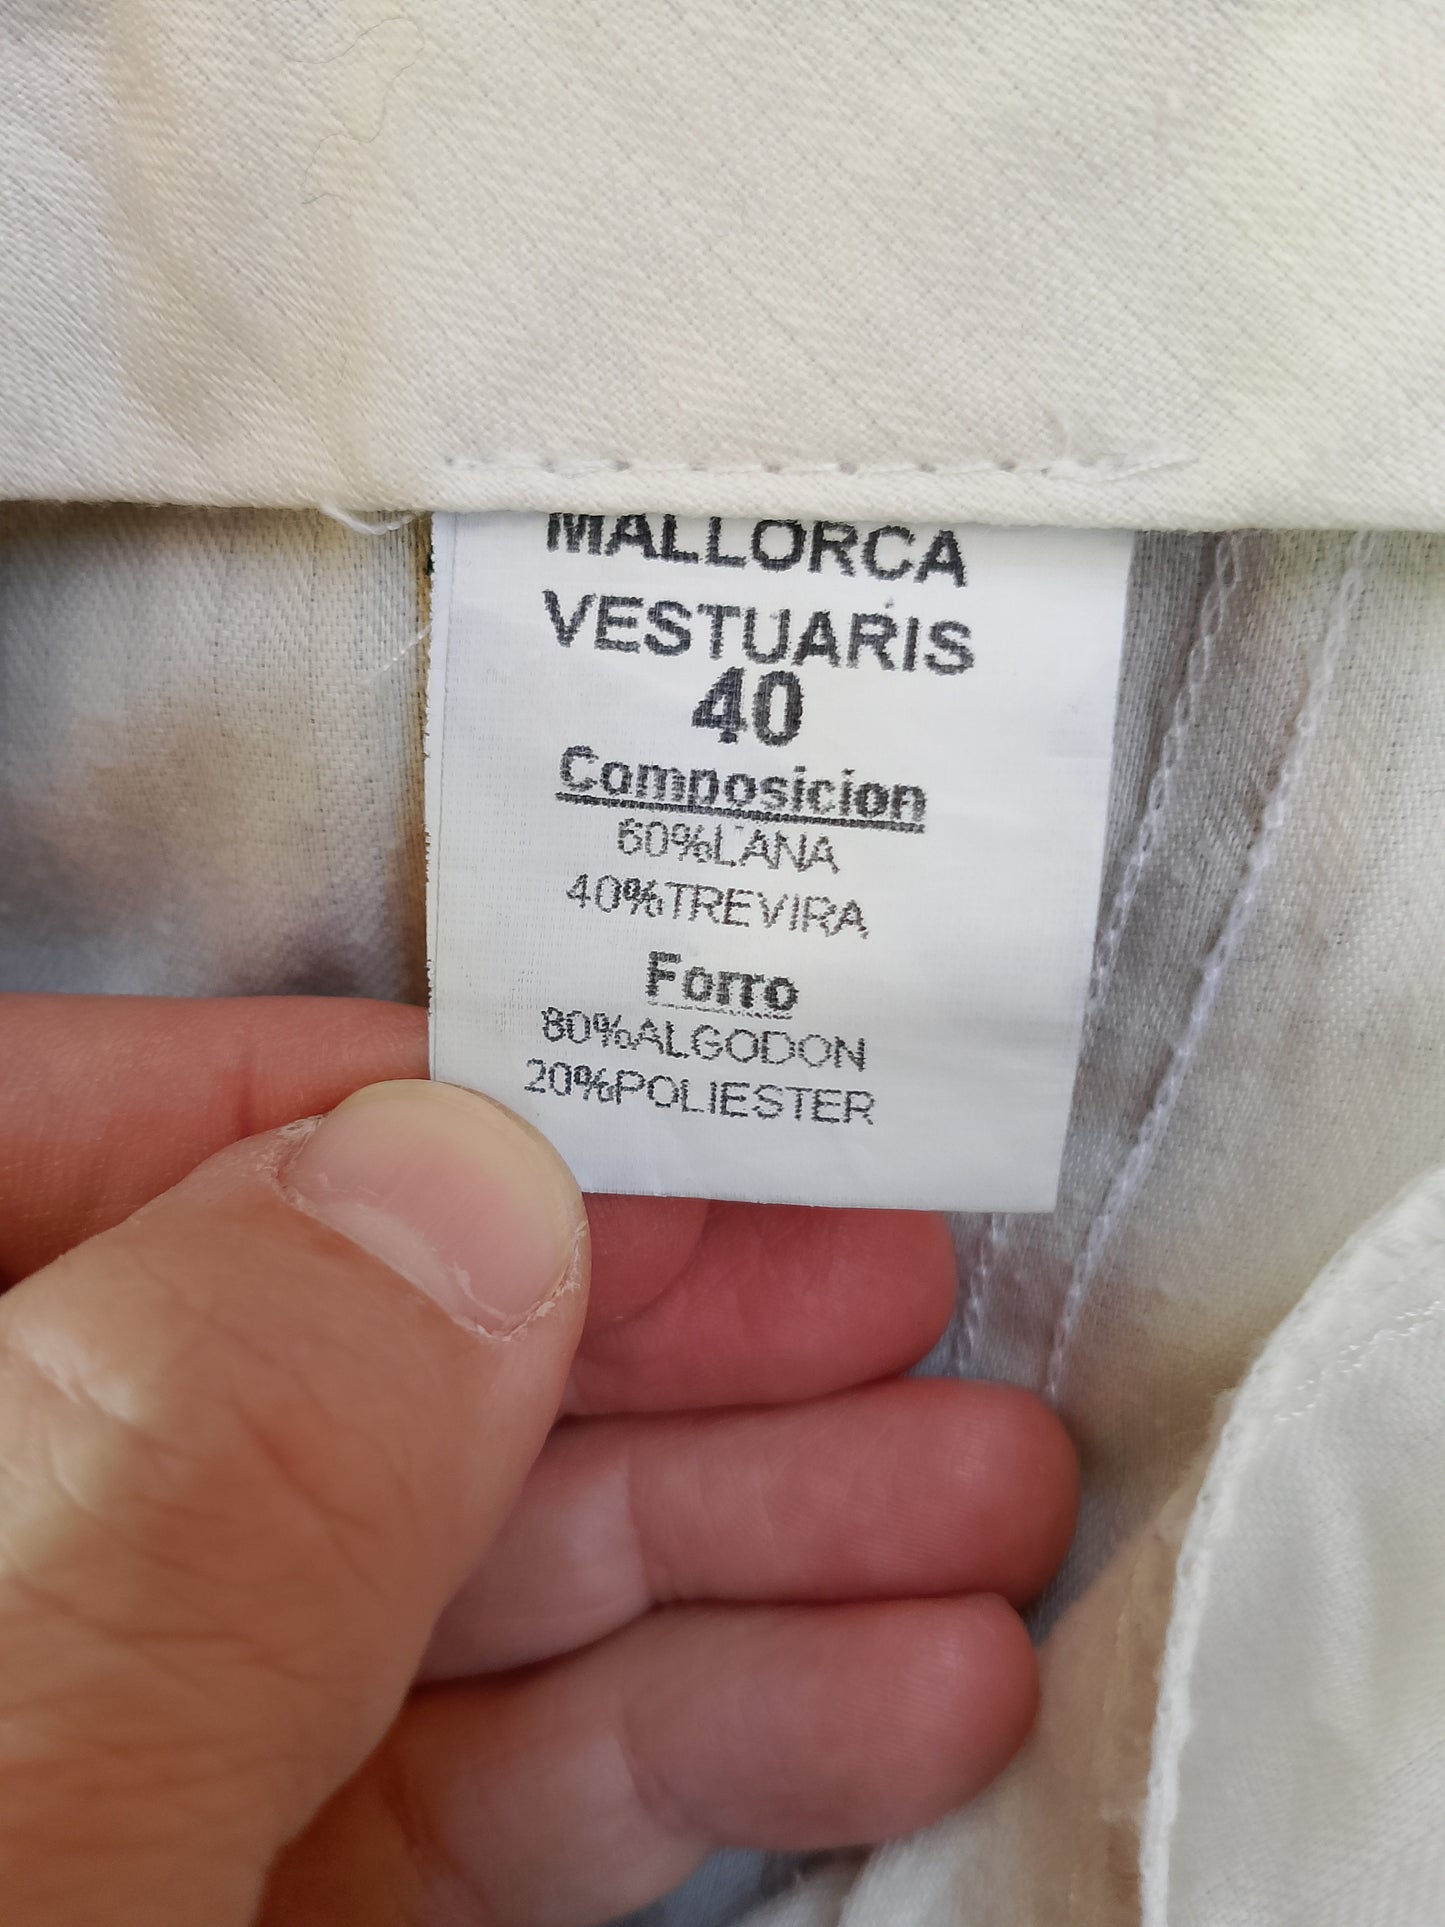 MALLORCA
VESTUARIS
40
Composicion
60%LANA
40%TREVIRA
Forro
80%ALGODON
20%POLIESTER